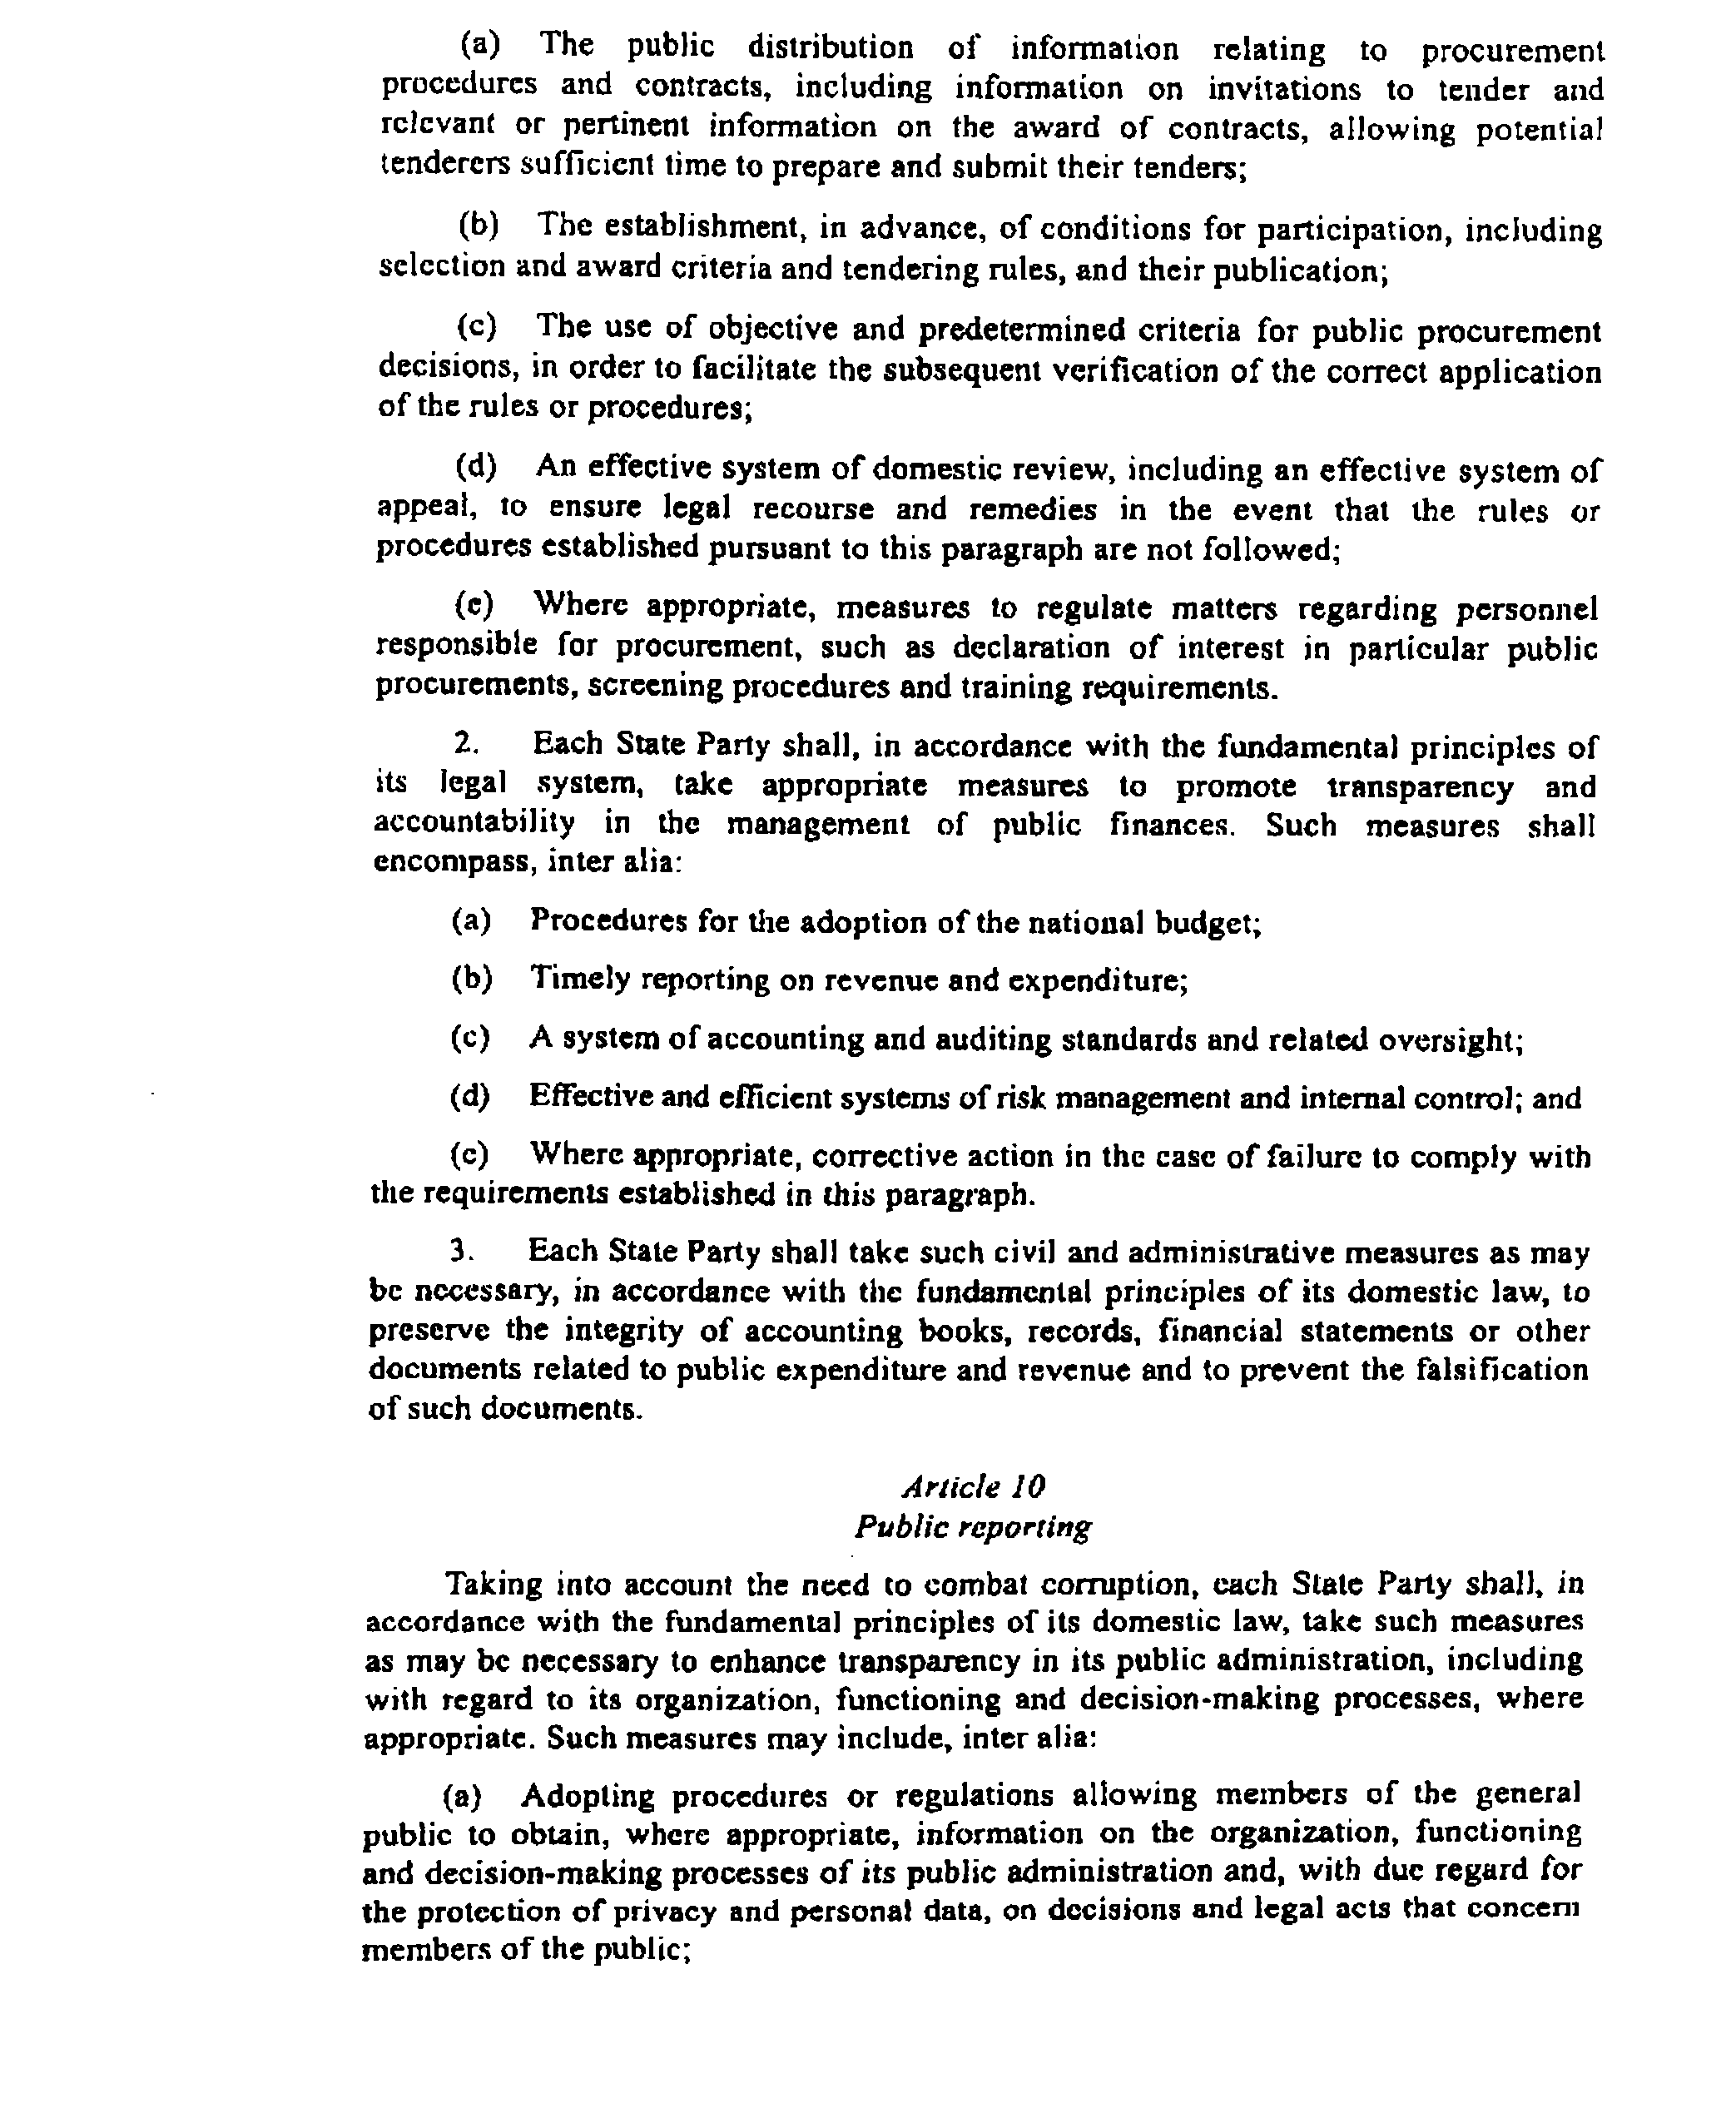 (a) The public distribution of information relating to procurement
procedures and contracts, including information on invitations to tender and
relevant or pertinent information on the award of contracts, allowing potential
tenderers sufficient time to prepare and submit their tenders;
(b) The establishment, in advance, of conditions for participation, including
selection and award criteria and tendering rules, and their publication;
(c) The use of objective and predetermined criteria for public procurement
decisions, in order to facilitate the subsequent verification of the correct application
of the rules or procedures;
(d) An effective system of domestic review, including an effective system of
appeal, to ensure legal recourse and remedies in the event that the rules or
procedures established pursuant to this paragraph are not followed;
(e) Where appropriate, measures to regulate matters regarding personnel
responsible for procurement, such as declaration of interest in particular public
procurements, screening procedures and training requirements.
2. Each State Party shall, in accordance with the fundamental principles of
its legal system, take appropriate measures to promote transparency and
accountability in the management of public finances. Such measures shall
encompass, inter alia:
(a) Procedures for the adoption of the national budget;
(b) Timely reporting on revenue and expenditure;
(c) A system of accounting and auditing standards and related oversight;
(d) Effective and efficient systems of risk management and internal control; and
(e) Where appropriate, corrective action in the case of failure to comply with
the requirements established in this paragraph.
3. Each State Party shall take such civil and administrative measures as may
be necessary, in accordance with the fundamental principles of its domestic law, to
preserve the integrity of accounting books, records, financial statements or other
documents related to public expenditure and revenue and to prevent the falsification
of such documents.
Article 10
Public reporting
Taking into account the need to combat corruption, each State Party shall, in
accordance with the fundamental principles of its domestic law, take such measures
as may be necessary to enhance transparency in its public administration, including
with regard to its organization, functioning and decision-making processes, where
appropriate. Such measures may include, inter alia:
(a) Adopting procedures or regulations allowing members of the general
public to obtain, where appropriate, information on the organization, functioning
and decision-making processes of its public administration and, with due regard for
the protection of privacy and personal data, on decisions and legal acts that concern
members of the public;